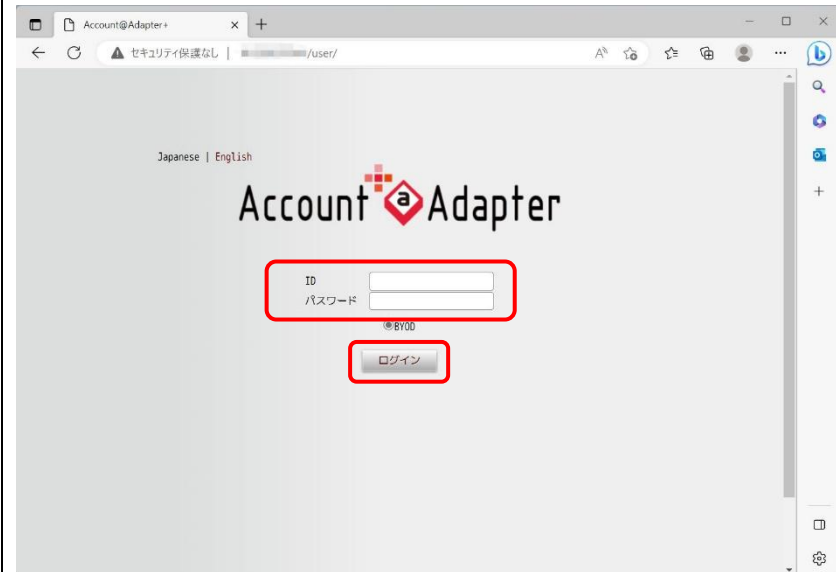 Account@Adapter+
セキュリティ保護なし | /user/
Japanese | English
Account @ Adapter
ID
パスワード
BYOD
ログイン